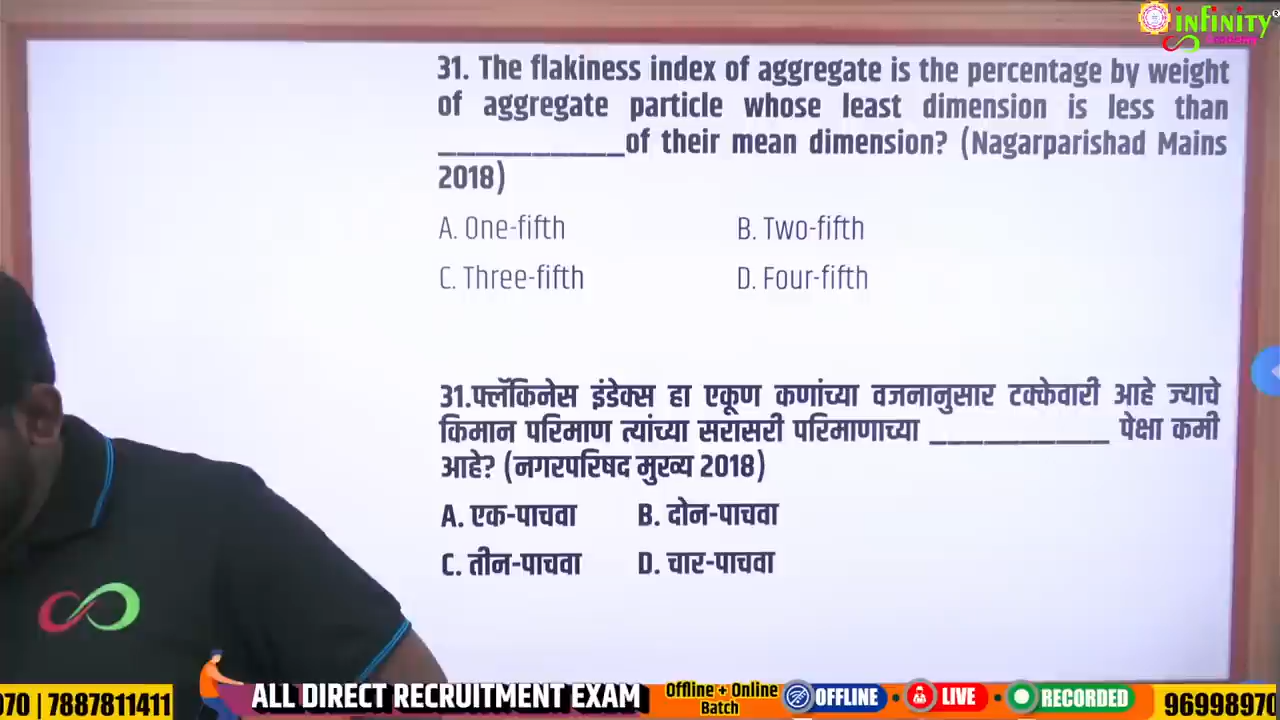 infinity
31. The flakiness index of aggregate is the percentage by weight
of aggregate particle whose least dimension is less than
____________of their mean dimension? (Nagarparishad Mains
2018)
A. One-fifth B. Two-fifth
C. Three-fifth D. Four-fifth
31.फ्लॅकिनेस इंडेक्स हा एकूण कणांच्या वजनानुसार टक्केवारी आहे ज्याचे
किमान परिमाण त्यांच्या सरासरी परिमाणाच्या ____________ पेक्षा कमी
आहे? (नगरपरिषद मुख्य 2018)
A. एक-पाचवा B. दोन-पाचवा
C. तीन-पाचवा D. चार-पाचवा
970 | 7887811411 ALL DIRECT RECRUITMENT EXAM Offline + Online Batch OFFLINE • LIVE • RECORDED 96998970